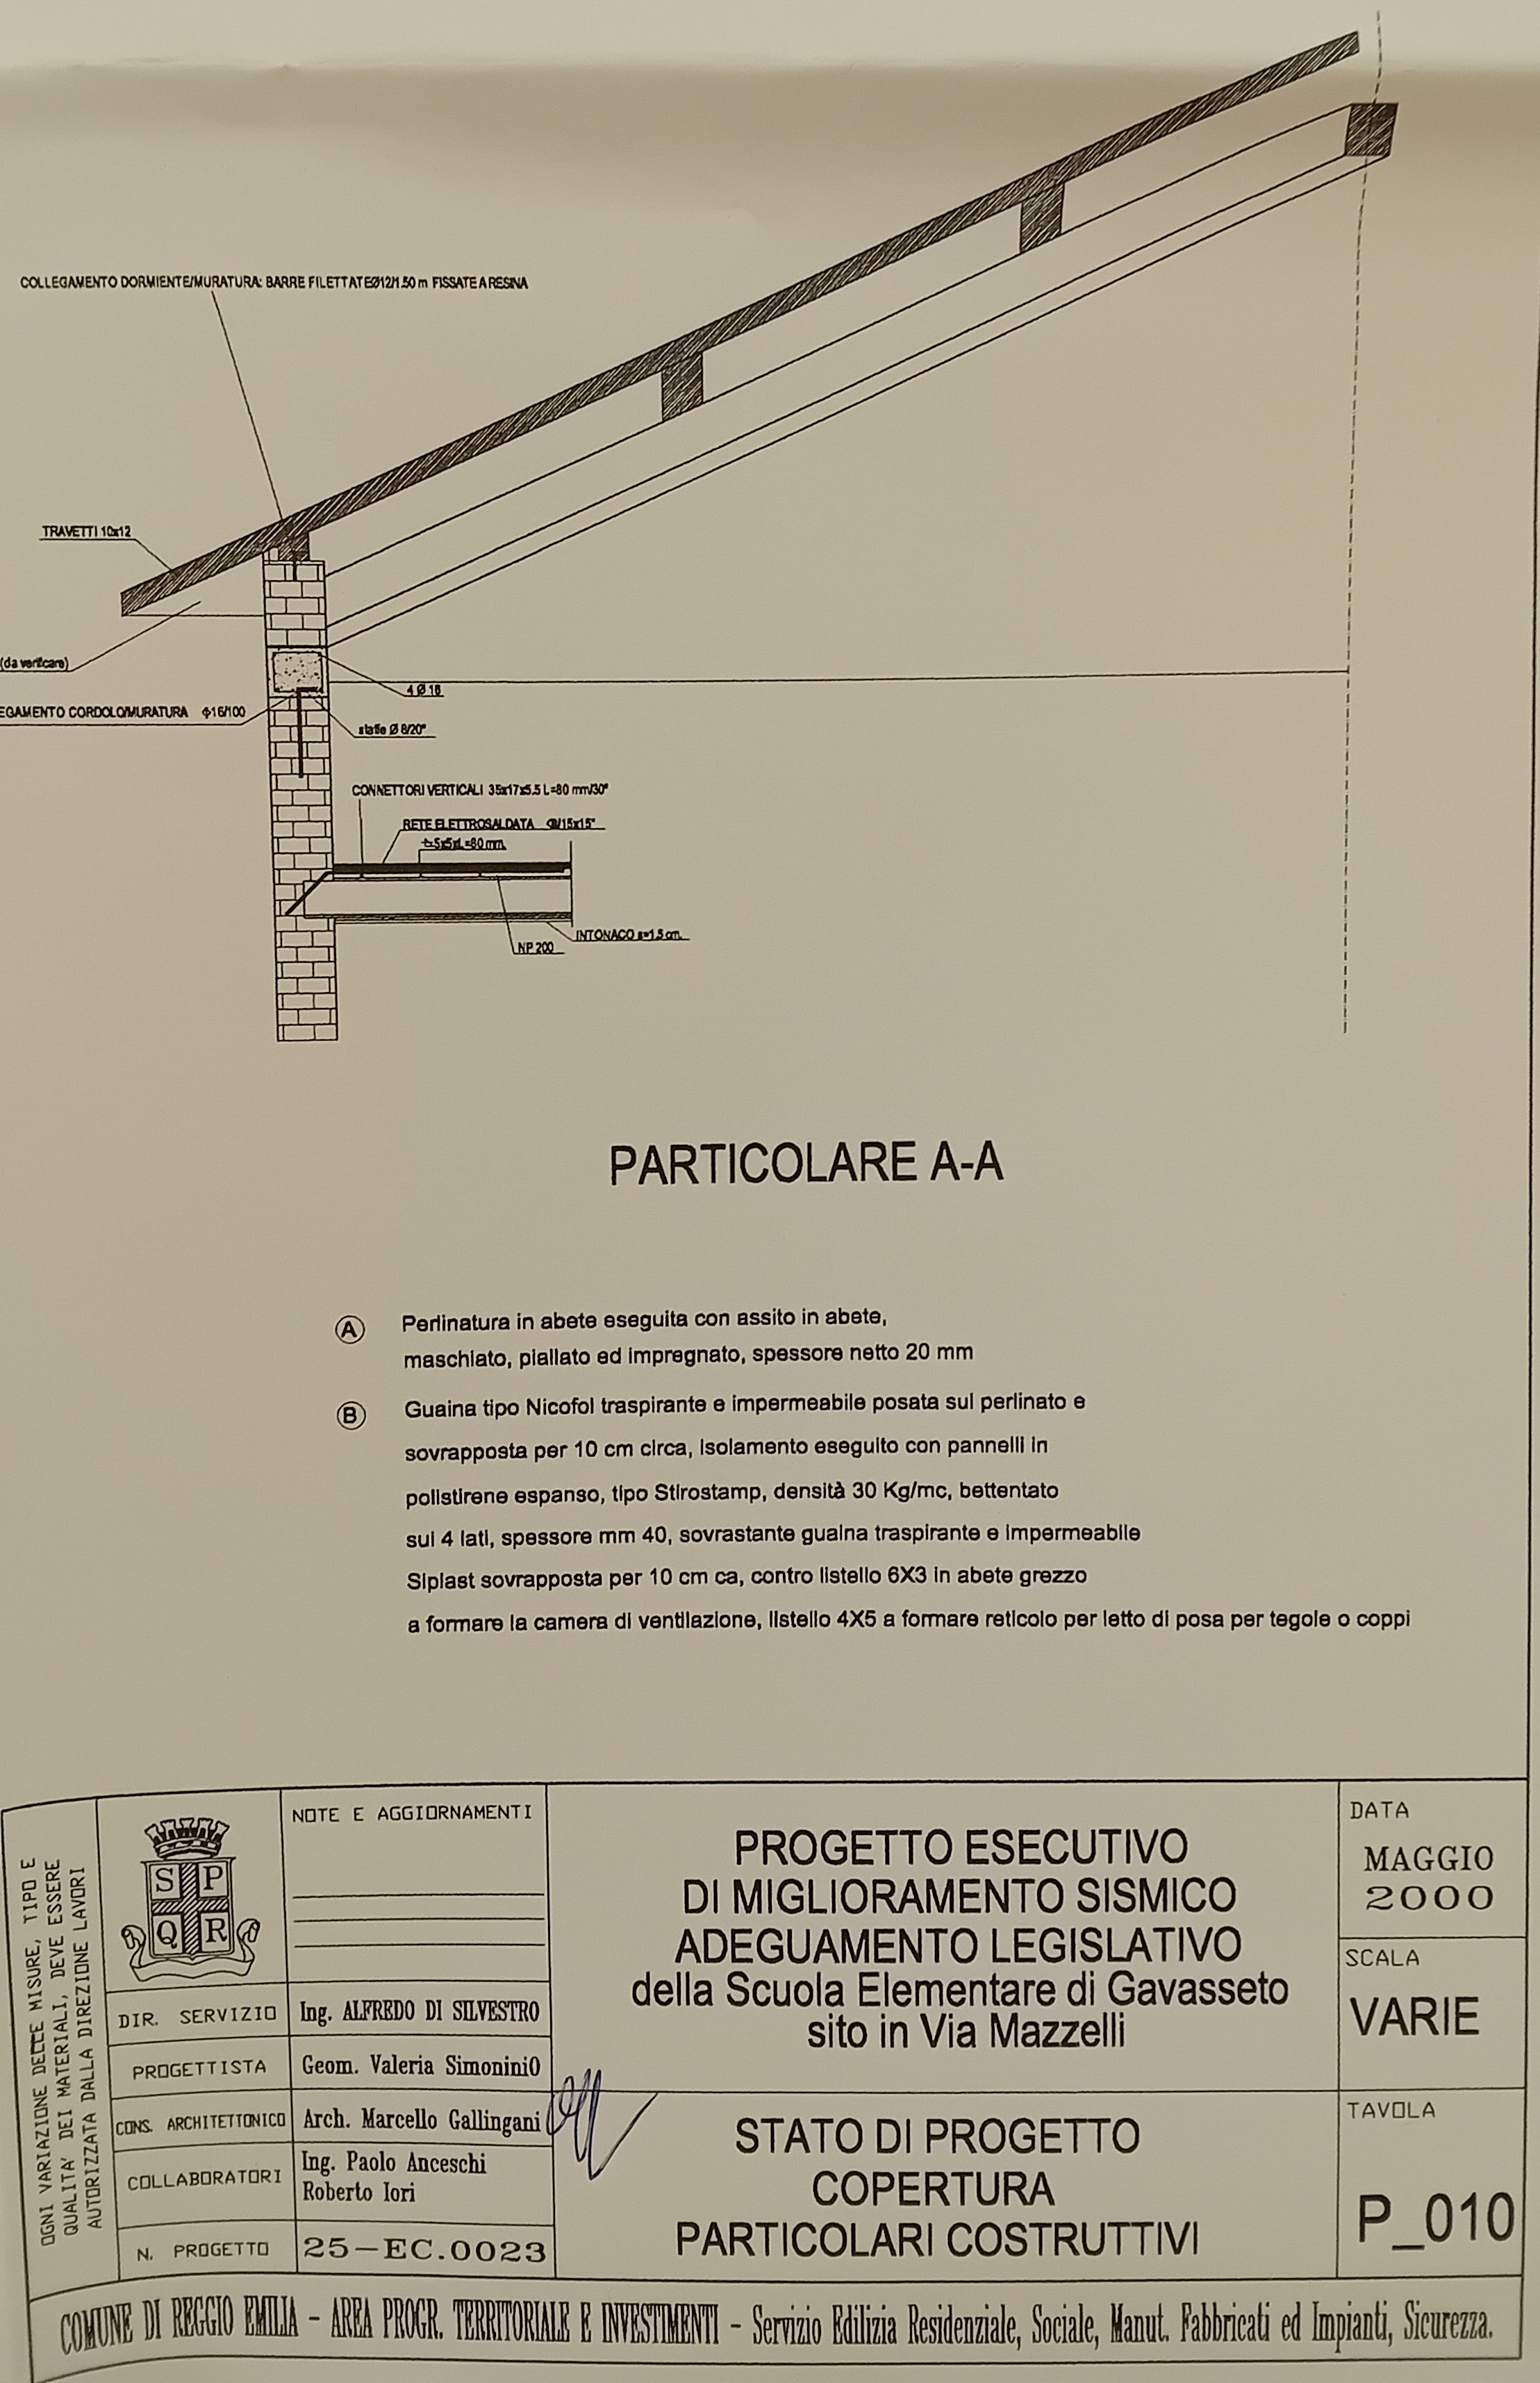 COLLEGAMENTO DORMIENTE/MURATURA: BARRE FILETTATEØ12/1.50 m FISSATE A RESINA
TRAVETTI 10x12
(da verificare)
4 Ø 16
EGAMENTO CORDOLO/MURATURA Φ16/100
staffe Ø 8/20"
CONNETTORI VERTICALI 35x17x5.5 L=80 mm/30"
RETE ELETTROSALDATA /15x15"
INTONACO s=1.5 cm.
NP 200
PARTICOLARE A-A
A Perlinatura in abete eseguita con assito in abete,
maschiato, piallato ed impregnato, spessore netto 20 mm
B Guaina tipo Nicofol traspirante e impermeabile posata sul perlinato e
sovrapposta per 10 cm circa, isolamento eseguito con pannelli in
polistirene espanso, tipo Stirostamp, densità 30 Kg/mc, bettentato
sui 4 lati, spessore mm 40, sovrastante guaina traspirante e impermeabile
Siplast sovrapposta per 10 cm ca, contro listello 6X3 in abete grezzo
a formare la camera di ventilazione, listello 4X5 a formare reticolo per letto di posa per tegole o coppi
OGNI VARIAZIONE DELLE MISURE, TIPO E
QUALITA' DEI MATERIALI, DEVE ESSERE
AUTORIZZATA DALLA DIREZIONE LAVORI
S P
Q R
NOTE E AGGIORNAMENTI
DIR. SERVIZIO Ing. ALFREDO DI SILVESTRO
PROGETTISTA Geom. Valeria SimoniniO
CONS. ARCHITETTONICO Arch. Marcello Gallingani
COLLABORATORI Ing. Paolo Anceschi
Roberto Iori
N. PROGETTO 25-EC.0023
PROGETTO ESECUTIVO
DI MIGLIORAMENTO SISMICO
ADEGUAMENTO LEGISLATIVO
della Scuola Elementare di Gavasseto
sito in Via Mazzelli
STATO DI PROGETTO
COPERTURA
PARTICOLARI COSTRUTTIVI
DATA
MAGGIO
2000
SCALA
VARIE
TAVOLA
P_010
COMUNE DI REGGIO EMILIA - AREA PROGR. TERRITORIALE E INVESTIMENTI - Servizio Edilizia Residenziale, Sociale, Manut. Fabbricati ed Impianti, Sicurezza.